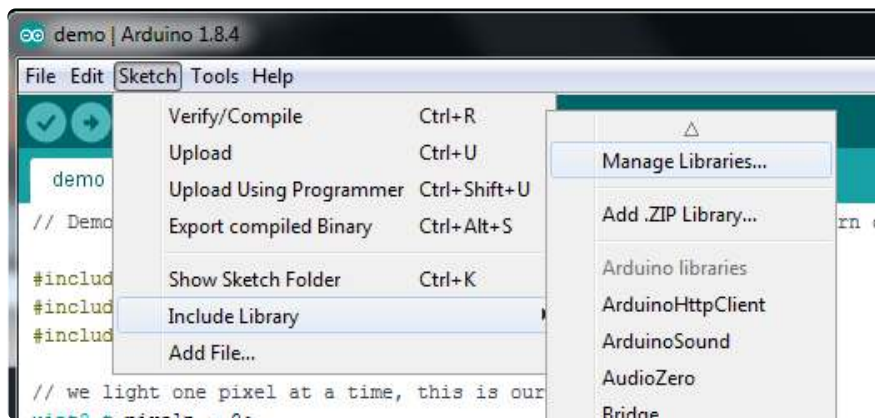 demo | Arduino 1.8.4
File Edit Sketch Tools Help
Verify/Compile Ctrl+R
Upload Ctrl+U
Upload Using Programmer Ctrl+Shift+U
Export compiled Binary Ctrl+Alt+S
Show Sketch Folder Ctrl+K
Include Library
Add File...
Manage Libraries...
Add .ZIP Library...
Arduino libraries
ArduinoHttpClient
ArduinoSound
AudioZero
Bridge
demo
// Demo
#includ
#includ
#includ
// we light one pixel at a time, this is our